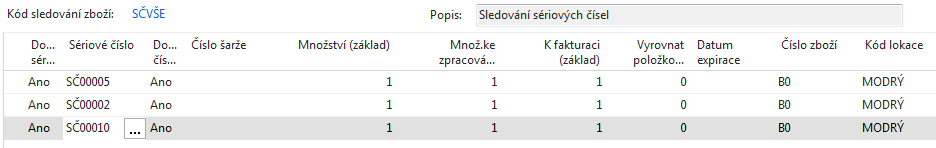 Kód sledování zboží: SČVŠE Popis: Sledování sériových čísel
Do... Sériové číslo Do... Číslo šarže Množství (základ) Množ.ke K fakturaci Vyrovnat Datum Číslo zboží Kód lokace
sér... čís... zpracová... (základ) položko... expirace
Ano SČ00005 Ano 1 1 1 0 B0 MODRÝ
Ano SČ00002 Ano 1 1 1 0 B0 MODRÝ
Ano SČ00010 ... Ano 1 1 1 0 B0 MODRÝ